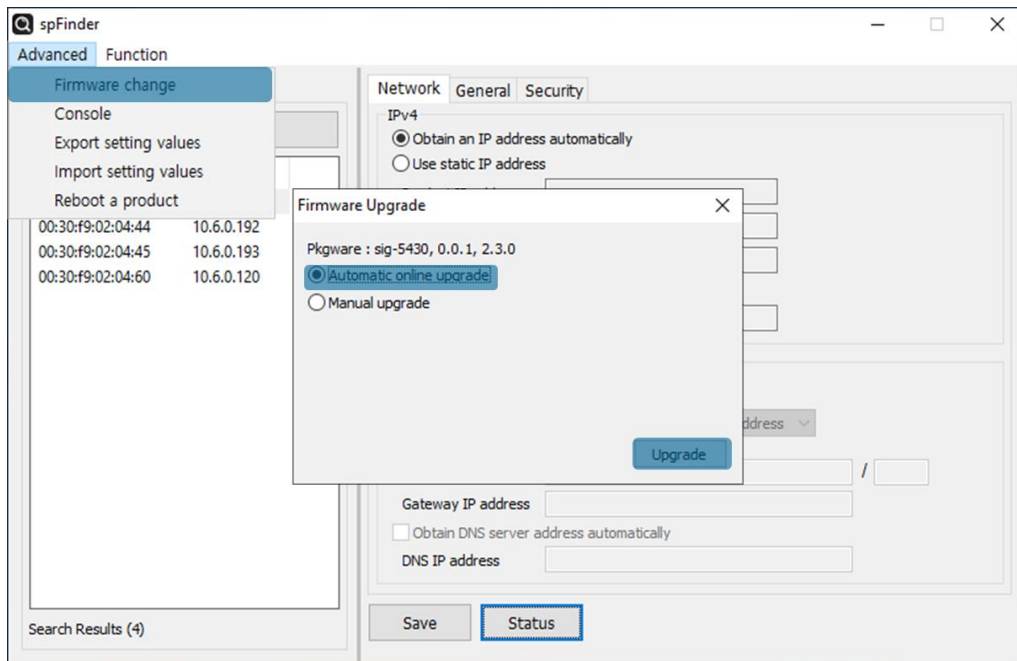 spFinder
Advanced Function
Firmware change
Console
Export setting values
Import setting values
Reboot a product
00:30:f9:02:04:44 10.6.0.192
00:30:f9:02:04:45 10.6.0.193
00:30:f9:02:04:60 10.6.0.120
Search Results (4)
Network General Security
IPv4
Obtain an IP address automatically
Use static IP address
Firmware Upgrade
Pkgware : sig-5430, 0.0.1, 2.3.0
Automatic online upgrade
Manual upgrade
Upgrade
/
Gateway IP address
Obtain DNS server address automatically
DNS IP address
Save Status